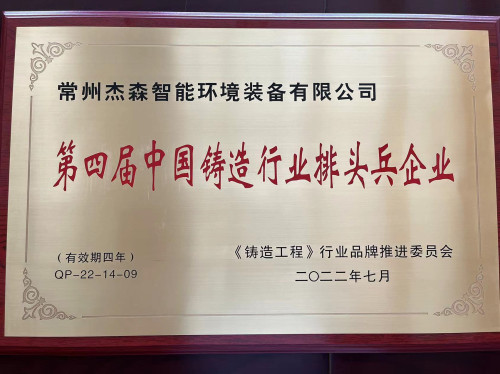 常州杰森智能环境装备有限公司
第四届中国铸造行业排头兵企业
(有效期四年)
QP-22-14-09
《铸造工程》行业品牌推进委员会
二〇二二年七月